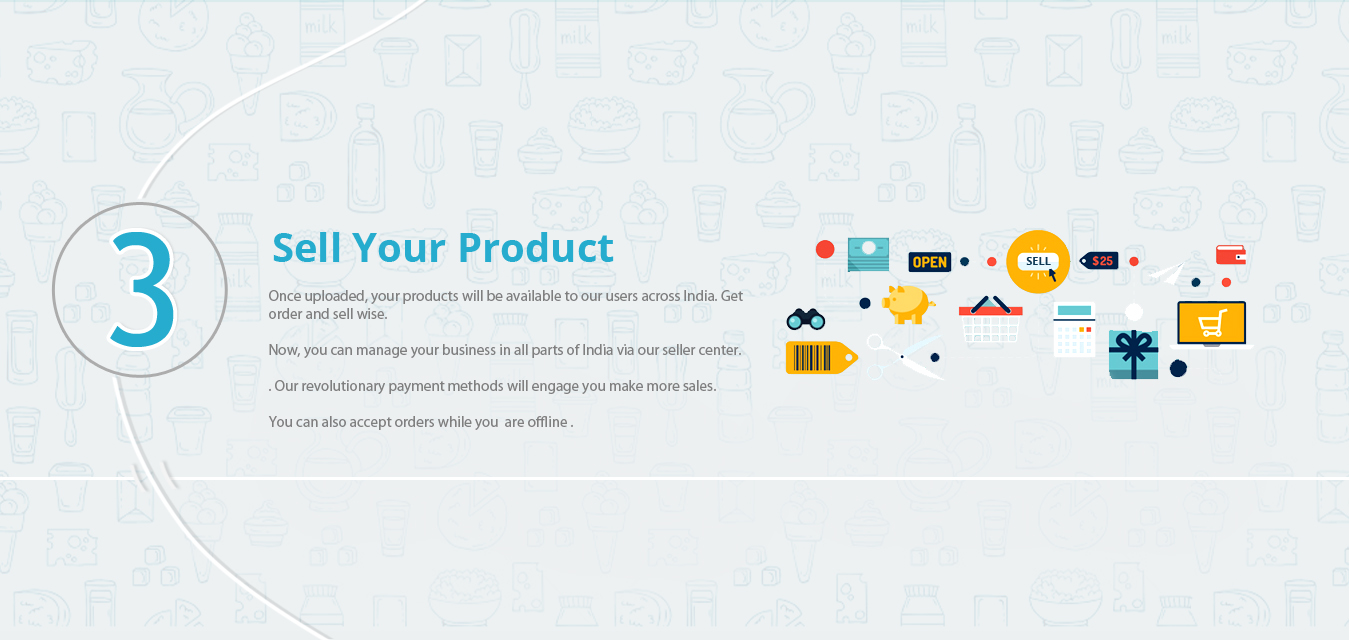 milk
milk
milk
milk
3
Sell Your Product
Once uploaded, your products will be available to our users across India. Get
order and sell wise.
Now, you can manage your business in all parts of India via our seller center.
. Our revolutionary payment methods will engage you make more sales.
You can also accept orders while you  are offline .
OPEN
SELL
$25